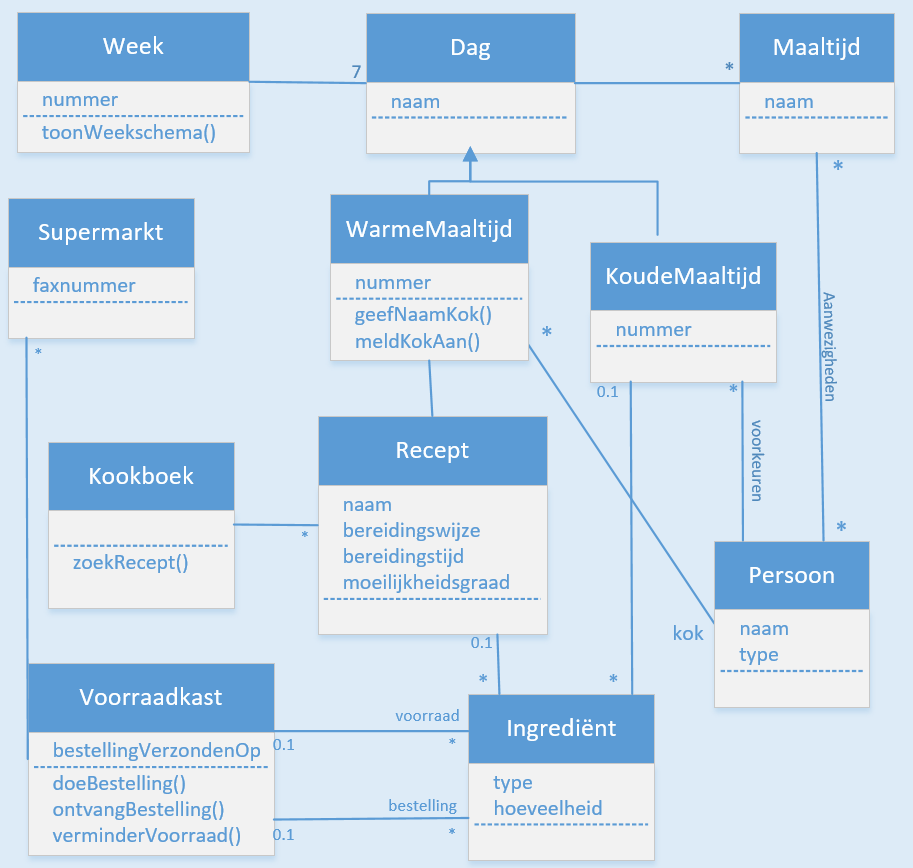 Week
nummer
toonWeekschema()
7
Dag
naam
*
Maaltijd
naam
*
Supermarkt
faxnummer
*
WarmeMaaltijd
nummer
geefNaamKok()
meldKokAan()
*
KoudeMaaltijd
nummer
0.1
*
voorkeuren
Aanwezigheden
*
Kookboek
zoekRecept()
*
Recept
naam
bereidingswijze
bereidingstijd
moeilijkheidsgraad
0.1
*
*
kok
Persoon
naam
type
Voorraadkast
bestellingVerzondenOp
doeBestelling()
ontvangBestelling()
verminderVoorraad()
voorraad
0.1
*
bestelling
0.1
*
Ingrediënt
type
hoeveelheid